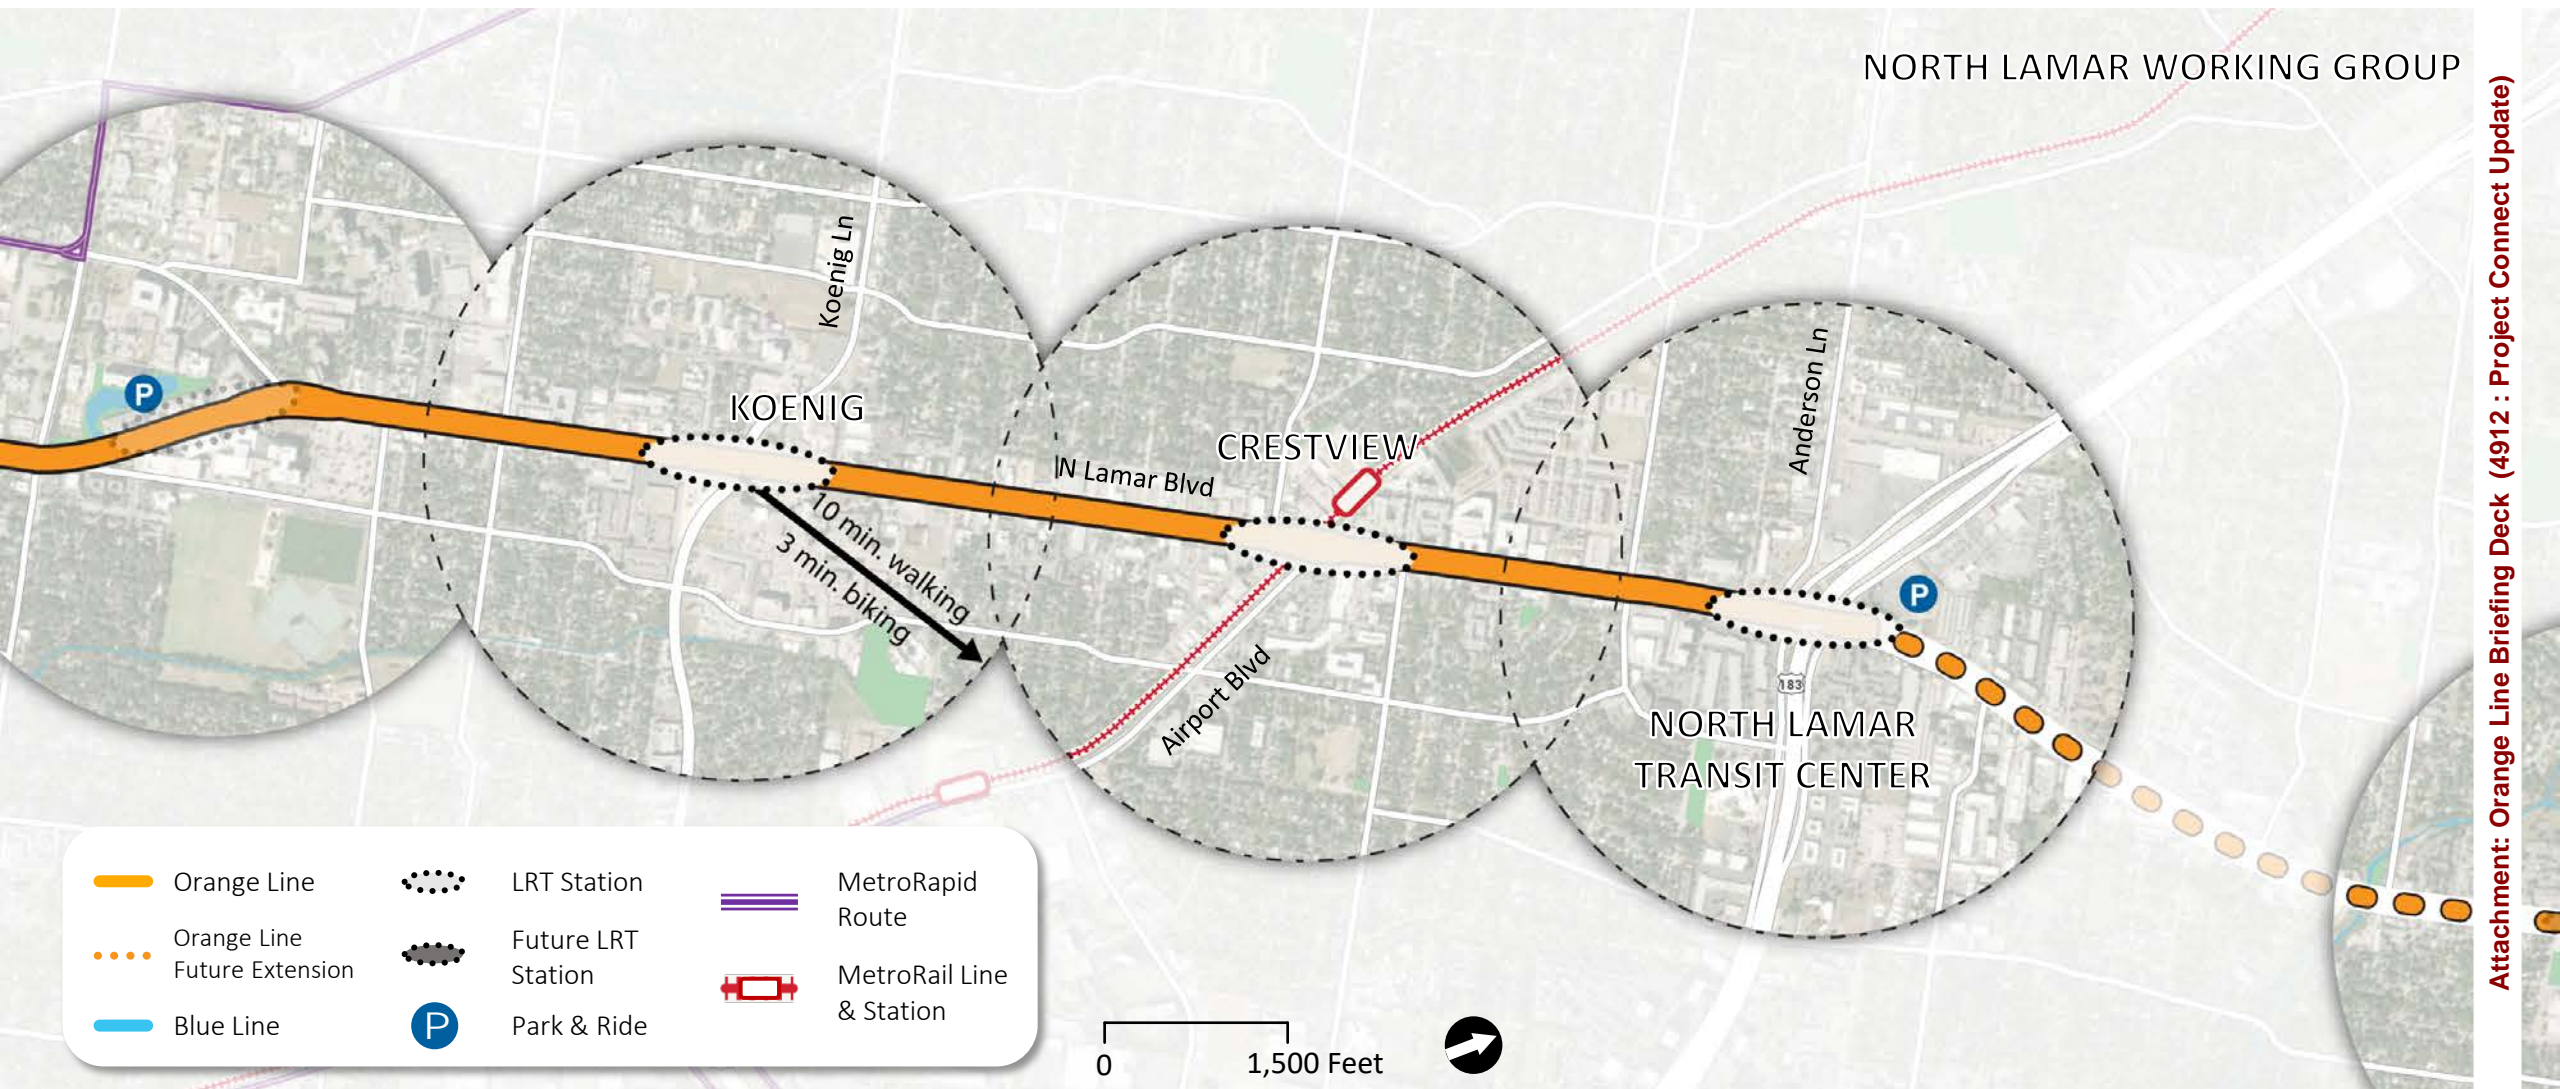 NORTH LAMAR WORKING GROUP
Attachment: Orange Line Briefing Deck  (4912 : Project Connect Update)
Koenig Ln
Anderson Ln
P
KOENIG
CRESTVIEW
N Lamar Blvd
10 min. walking
3 min. biking
P
Airport Blvd
183
NORTH LAMAR
TRANSIT CENTER
Orange Line
Orange Line
Future Extension
Blue Line
LRT Station
Future LRT
Station
P
Park & Ride
MetroRapid
Route
MetroRail Line
& Station
0
1,500 Feet